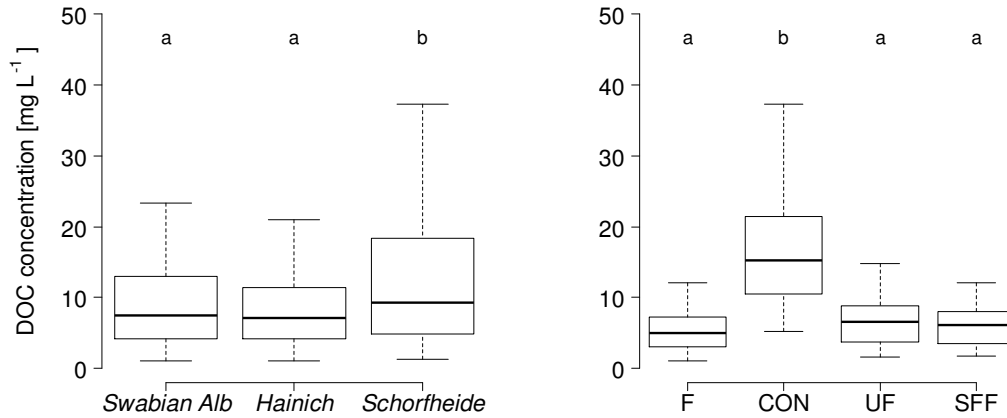 DOC concentration [mg L⁻¹ ]
50
40
30
20
10
0
a a b
Swabian Alb Hainich Schorfheide
50
40
30
20
10
0
a b a a
F CON UF SFF